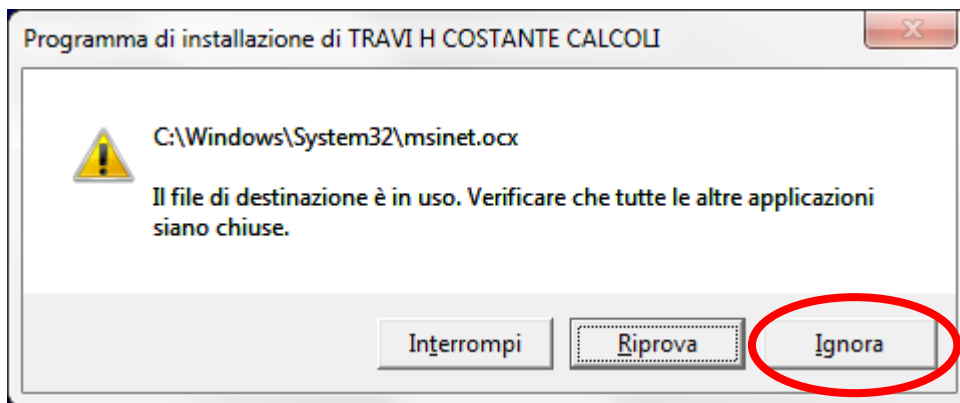 Programma di installazione di TRAVI H COSTANTE CALCOLI
C:\Windows\System32\msinet.ocx
Il file di destinazione è in uso. Verificare che tutte le altre applicazioni
siano chiuse.
Interrompi
Riprova
Ignora